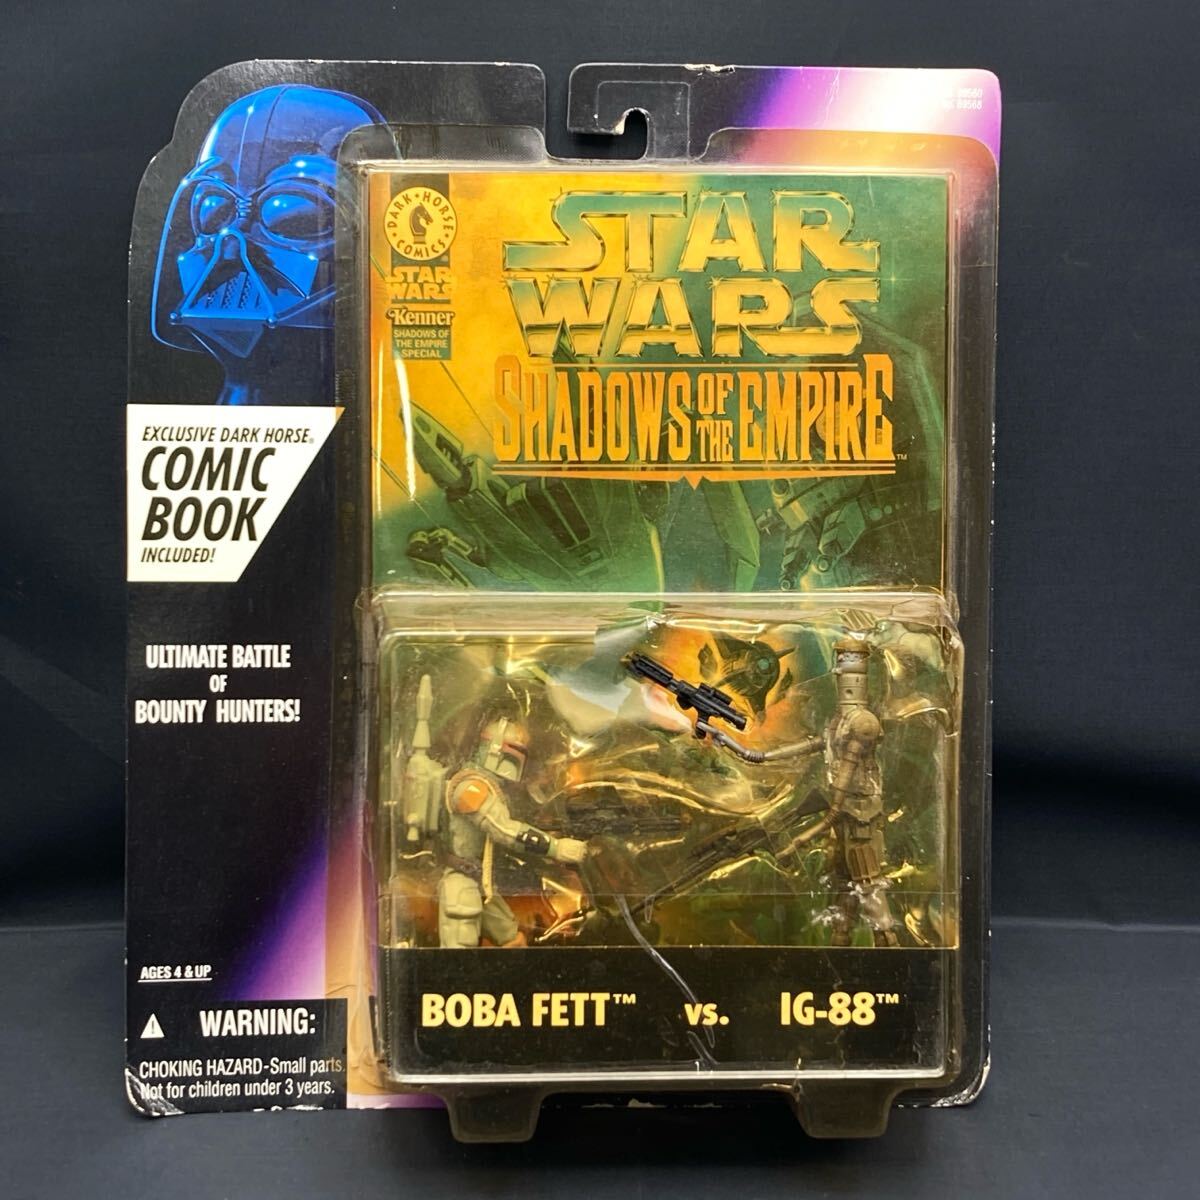 EXCLUSIVE DARK HORSE®
COMIC
BOOK
INCLUDED!
ULTIMATE BATTLE
OF
BOUNTY HUNTERS!
AGES 4 & UP
WARNING:
CHOKING HAZARD-Small parts.
Not for children under 3 years.
DARK HORSE
COMICS
STAR
WARS
Kenner
SHADOWS OF
THE EMPIRE
SPECIAL
STAR
WARS
SHADOWS OF THE EMPIRE™
BOBA FETT™ vs. IG-88™
69568